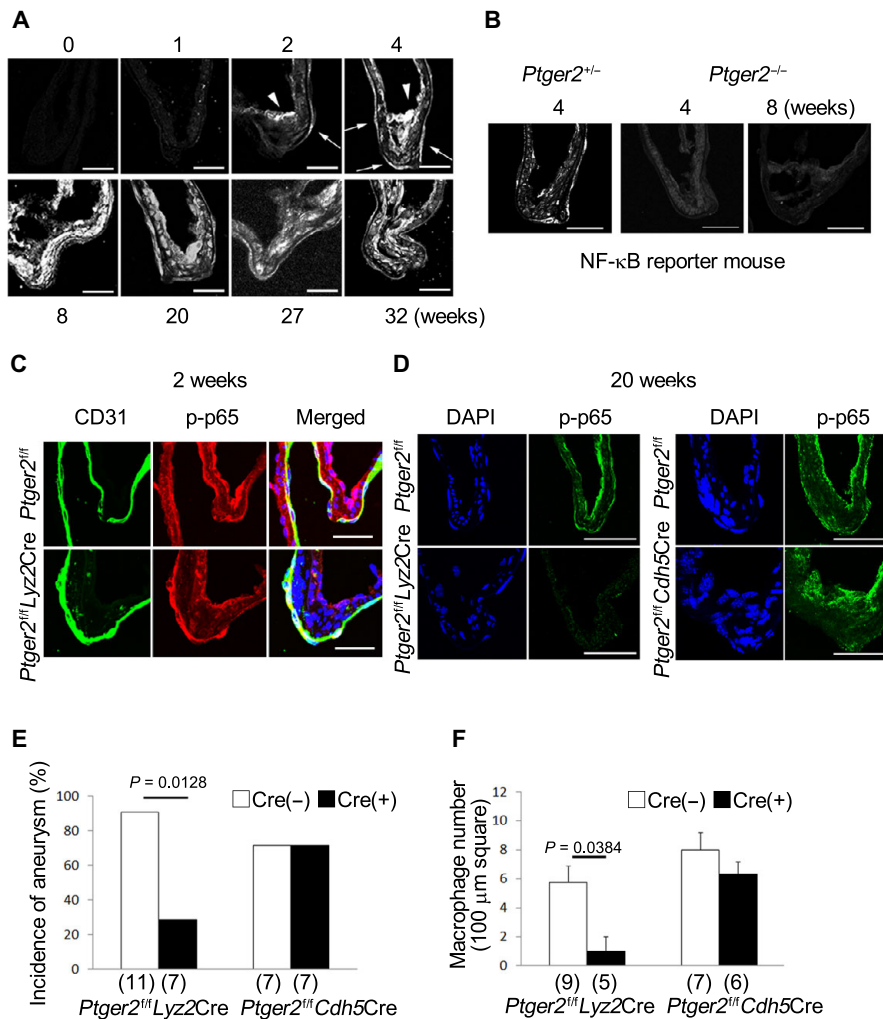 A
0 1 2 4
8 20 27 32 (weeks)
B
Ptger2+/– Ptger2–/–
4 4 8 (weeks)
NF-κB reporter mouse
C
2 weeks
CD31 p-p65 Merged
Ptger2f/f
Ptger2f/f Lyz2Cre
D
20 weeks
DAPI p-p65 DAPI p-p65
Ptger2f/f
Ptger2f/f Lyz2Cre
Ptger2f/f
Ptger2f/f Cdh5Cre
E
Incidence of aneurysm (%)
P = 0.0128
Cre(–) Cre(+)
100
80
60
40
20
0
(11) (7) (7) (7)
Ptger2f/f Lyz2Cre Ptger2f/f Cdh5Cre
F
Macrophage number
(100 μm square)
Cre(–) Cre(+)
P = 0.0384
12
10
8
6
4
2
0
(9) (5) (7) (6)
Ptger2f/f Lyz2Cre Ptger2f/f Cdh5Cre